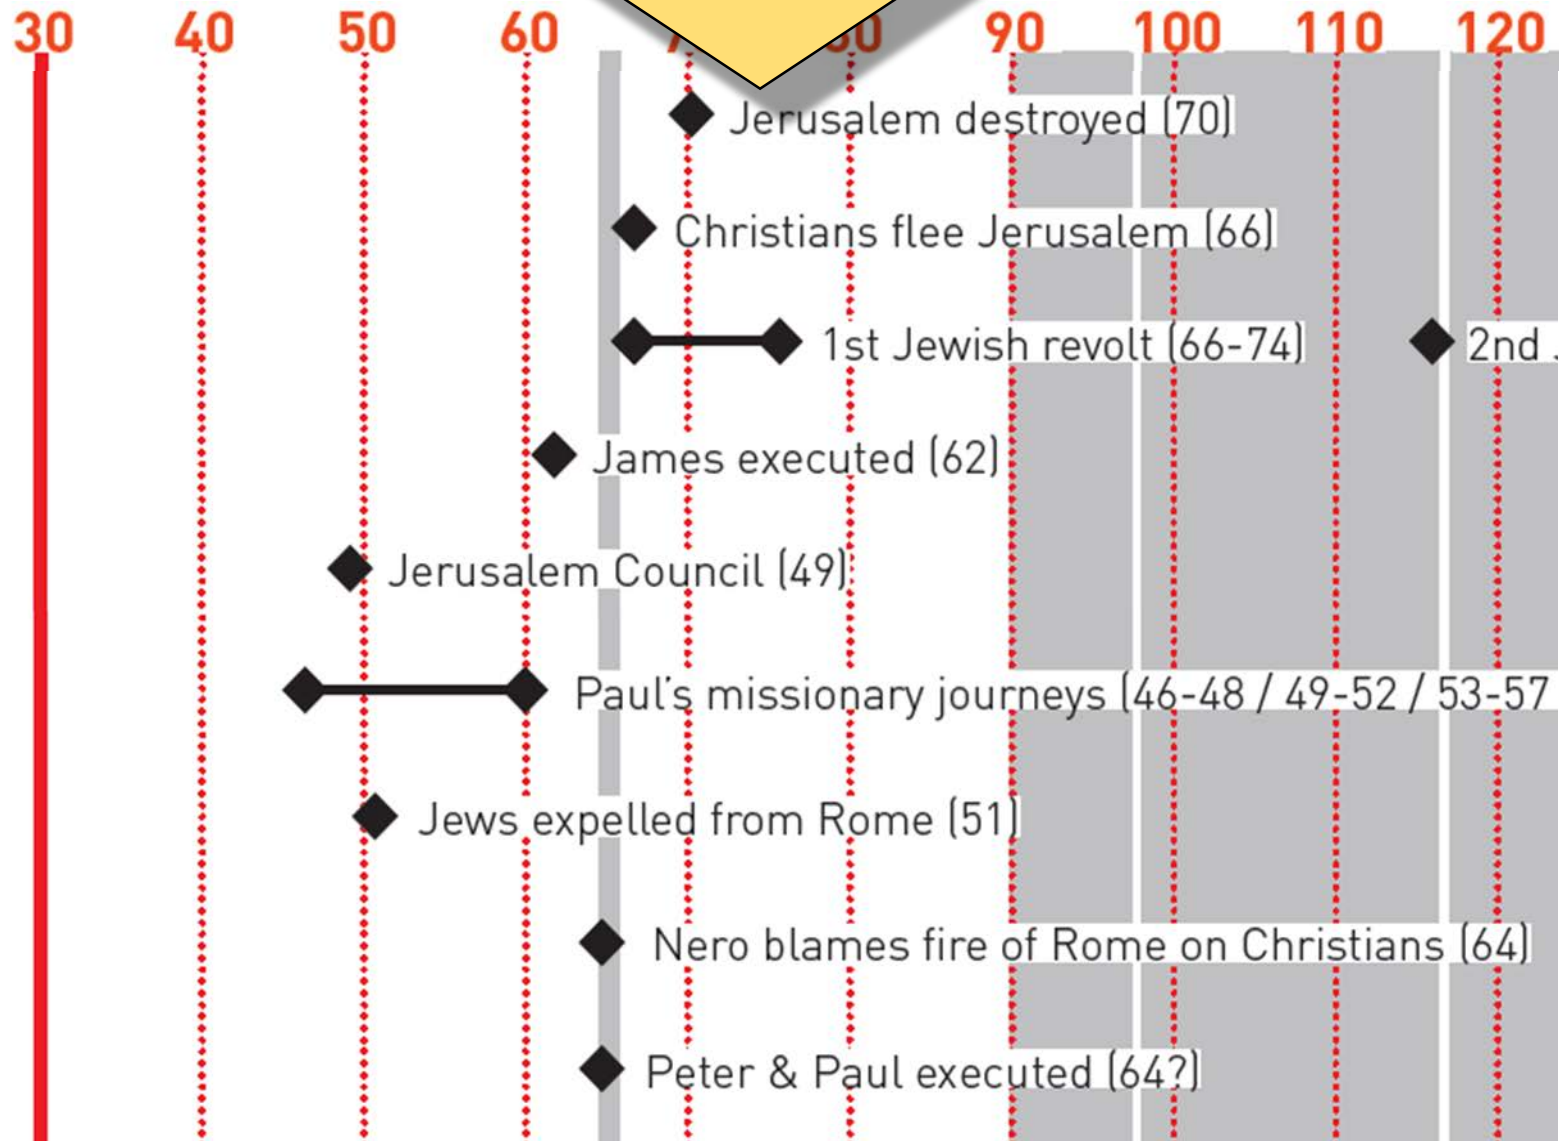 30 40 50 60 90 100 110 120
Jerusalem destroyed (70)
Christians flee Jerusalem (66)
1st Jewish revolt (66-74) 2nd
James executed (62)
Jerusalem Council (49)
Paul's missionary journeys (46-48 / 49-52 / 53-57
Jews expelled from Rome (51)
Nero blames fire of Rome on Christians (64)
Peter & Paul executed (64?)